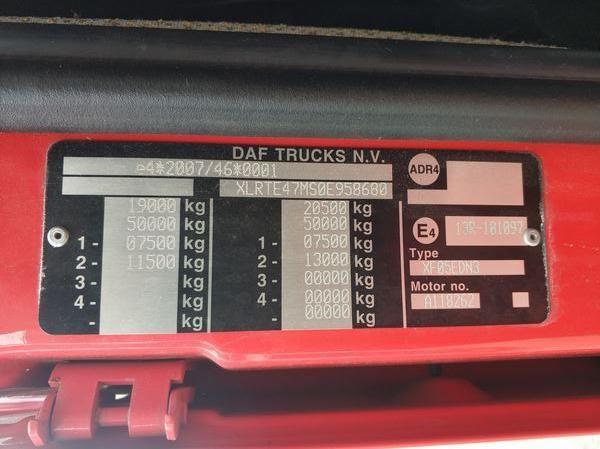 DAF TRUCKS N.V.
e4*2007/46*0001
XLRTE47MS0E958680
19000 kg 20500 kg
50000 kg 50000 kg
1- 07500 kg 1- 07500 kg
2- 11500 kg 2- 13000 kg
3- kg 3- 00000 kg
4- kg 4- 00000 kg
- kg - 00000 kg
ADR4
E4 13R-101097
Type
XF05EDN3
Motor no.
A118262